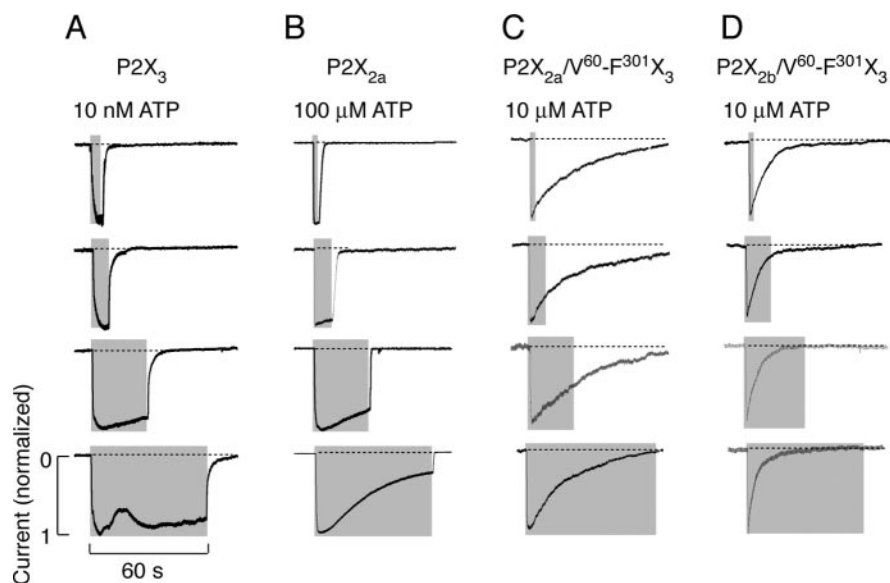 A B C D
P2X₃ P2X₂ₐ P2X₂ₐ/V⁶⁰-F³⁰¹X₃ P2X₂b/V⁶⁰-F³⁰¹X₃
10 nM ATP 100 μM ATP 10 μM ATP 10 μM ATP
Current (normalized)
0
1
60 s